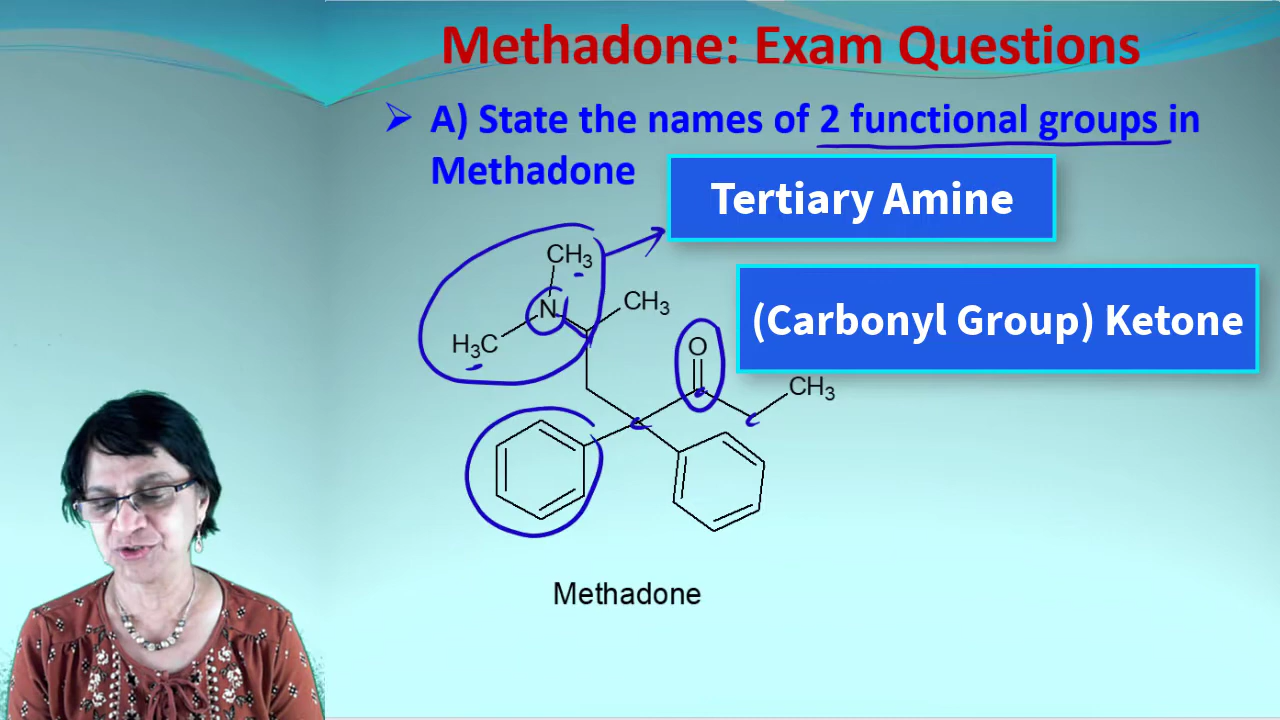 Methadone: Exam Questions
➢ A) State the names of 2 functional groups in
Methadone
Tertiary Amine
(Carbonyl Group) Ketone
CH3
N
CH3
H3C
O
CH3
Methadone